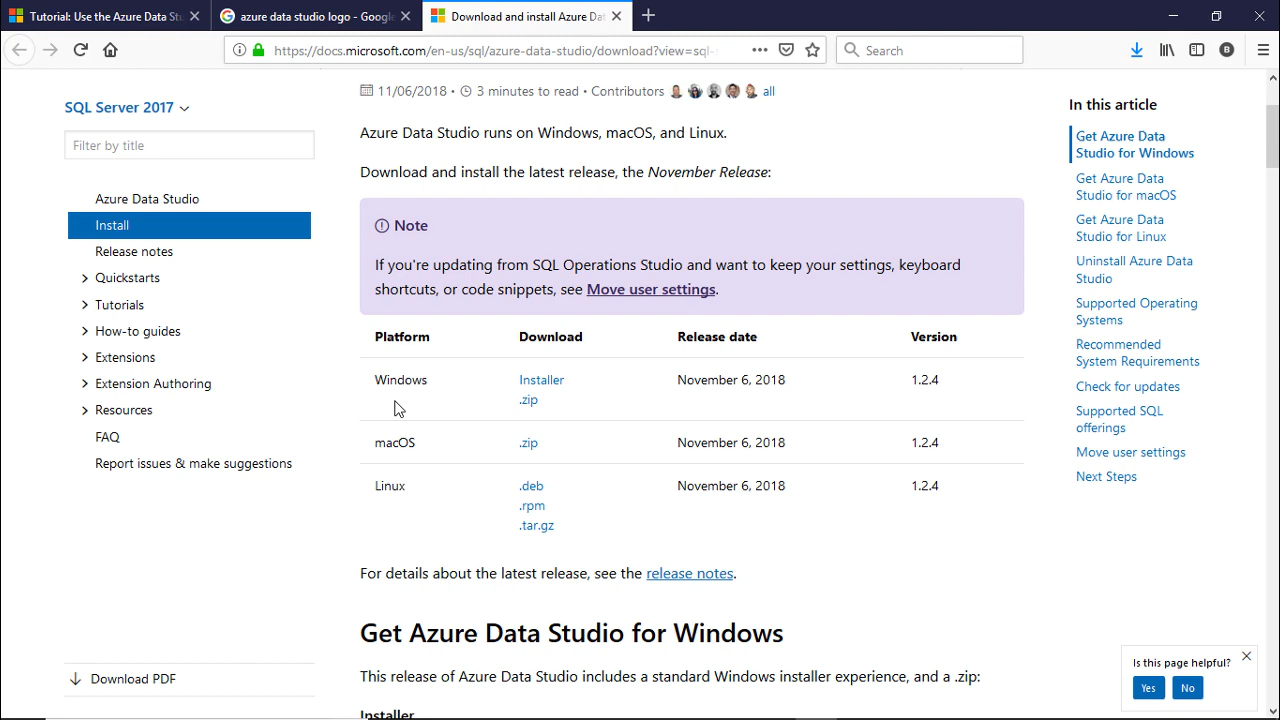 Tutorial: Use the Azure Data St
azure data studio logo - Google
Download and install Azure Da
https://docs.microsoft.com/en-us/sql/azure-data-studio/download?view=sql-
Search
B
SQL Server 2017
Filter by title
Azure Data Studio
Install
Release notes
Quickstarts
Tutorials
How-to guides
Extensions
Extension Authoring
Resources
FAQ
Report issues & make suggestions
Download PDF
11/06/2018 • 3 minutes to read • Contributors all
Azure Data Studio runs on Windows, macOS, and Linux.
Download and install the latest release, the November Release:
Note
If you're updating from SQL Operations Studio and want to keep your settings, keyboard
shortcuts, or code snippets, see Move user settings.
Platform Download Release date Version
Windows Installer November 6, 2018 1.2.4
.zip
macOS .zip November 6, 2018 1.2.4
Linux .deb November 6, 2018 1.2.4
.rpm
.tar.gz
For details about the latest release, see the release notes.
Get Azure Data Studio for Windows
This release of Azure Data Studio includes a standard Windows installer experience, and a .zip:
Installer
In this article
Get Azure Data
Studio for Windows
Get Azure Data
Studio for macOS
Get Azure Data
Studio for Linux
Uninstall Azure Data
Studio
Supported Operating
Systems
Recommended
System Requirements
Check for updates
Supported SQL
offerings
Move user settings
Next Steps
Is this page helpful?
Yes No